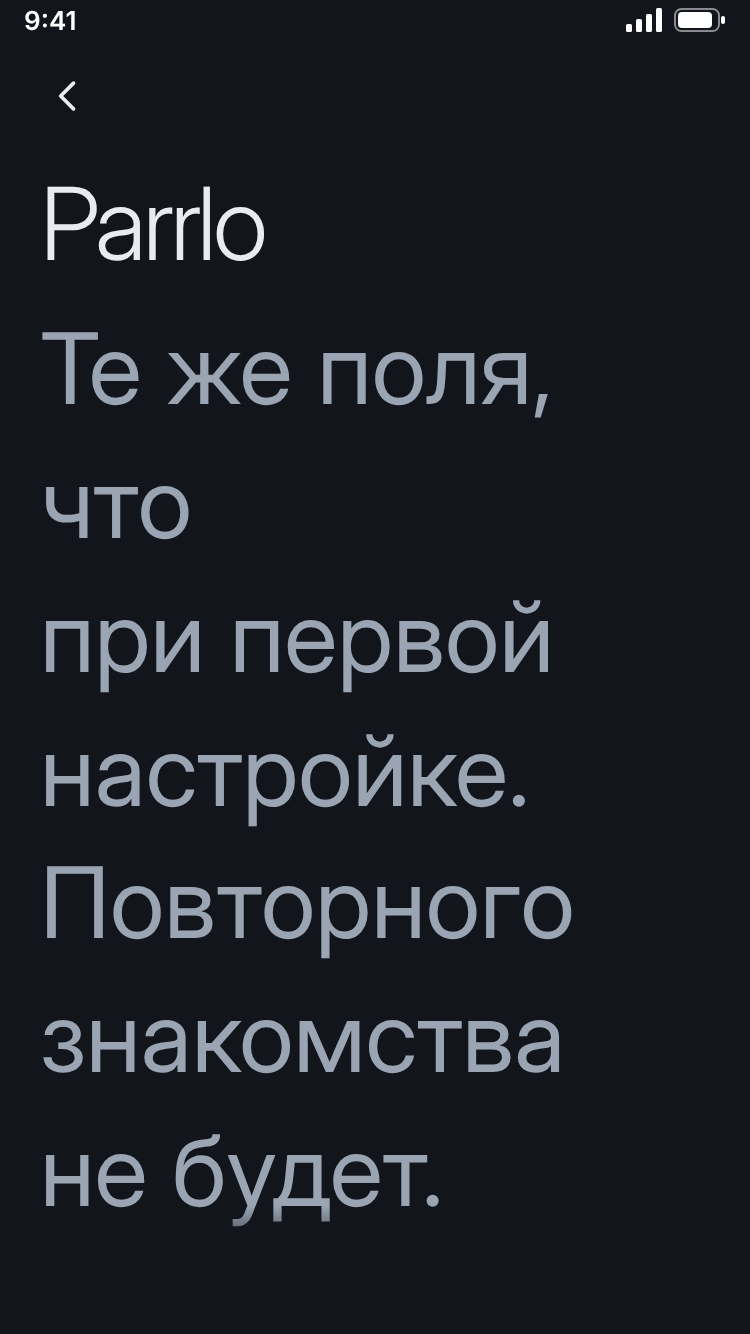 9:41
Parrlo
Те же поля,
что
при первой
настройке.
Повторного
знакомства
не будет.